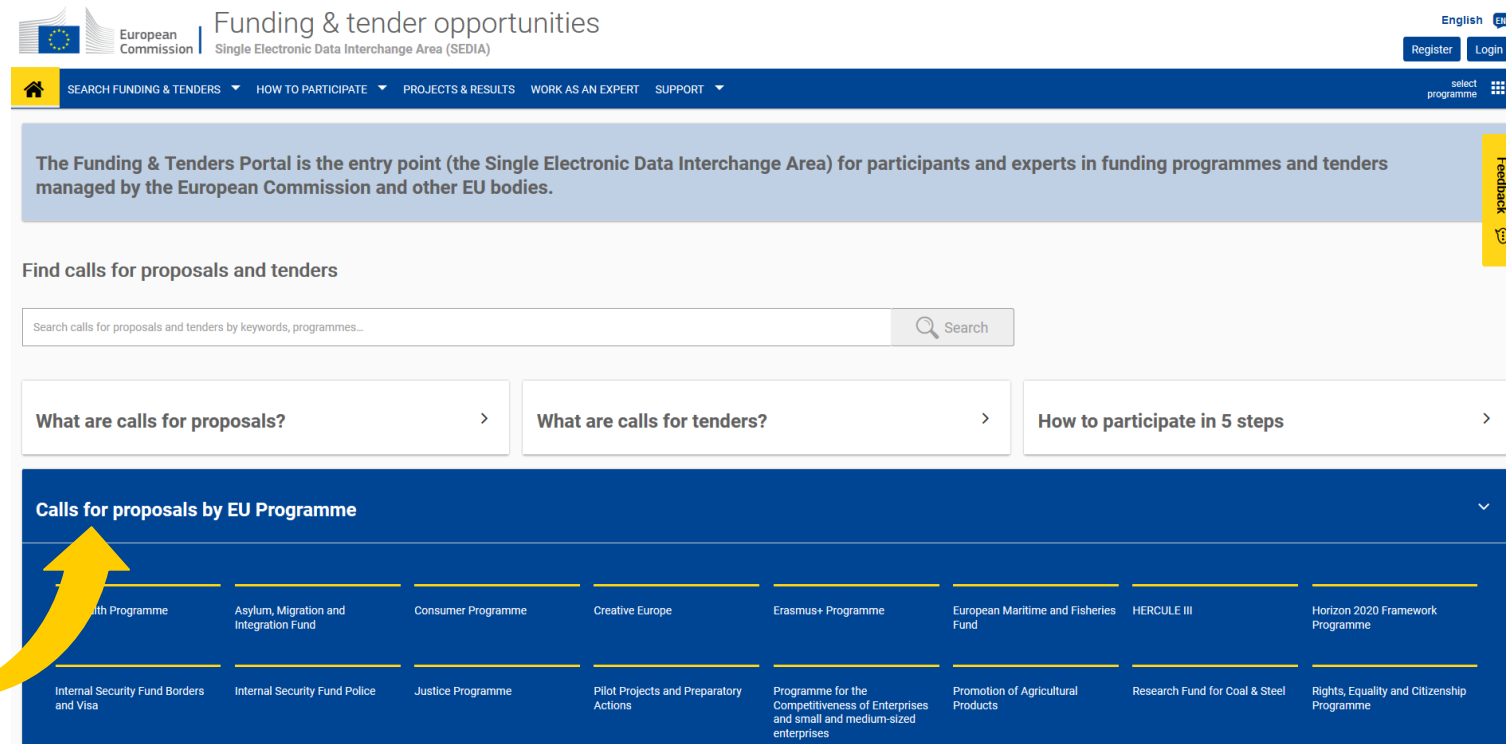 European
Commission
Funding & tender opportunities
Single Electronic Data Interchange Area (SEDIA)
English EN
Register Login
SEARCH FUNDING & TENDERS HOW TO PARTICIPATE PROJECTS & RESULTS WORK AS AN EXPERT SUPPORT
select
programme
The Funding & Tenders Portal is the entry point (the Single Electronic Data Interchange Area) for participants and experts in funding programmes and tenders
managed by the European Commission and other EU bodies.
Feedback
Find calls for proposals and tenders
Search calls for proposals and tenders by keywords, programmes...
Search
What are calls for proposals?
What are calls for tenders?
How to participate in 5 steps
Calls for proposals by EU Programme
Programme
Asylum, Migration and
Integration Fund
Consumer Programme
Creative Europe
Erasmus+ Programme
European Maritime and Fisheries
Fund
HERCULE III
Horizon 2020 Framework
Programme
Internal Security Fund Borders
and Visa
Internal Security Fund Police
Justice Programme
Pilot Projects and Preparatory
Actions
Programme for the
Competitiveness of Enterprises
and small and medium-sized
enterprises
Promotion of Agricultural
Products
Research Fund for Coal & Steel
Rights, Equality and Citizenship
Programme